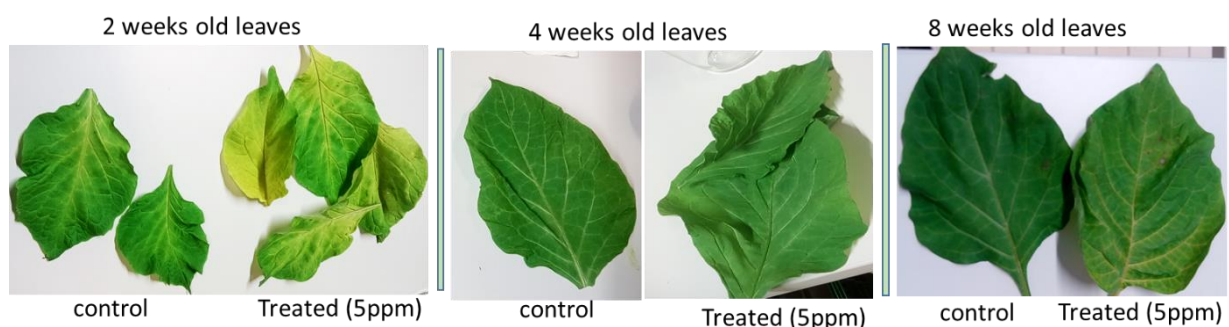 2 weeks old leaves
4 weeks old leaves
8 weeks old leaves
control
Treated (5ppm)
control
Treated (5ppm)
control
Treated (5ppm)